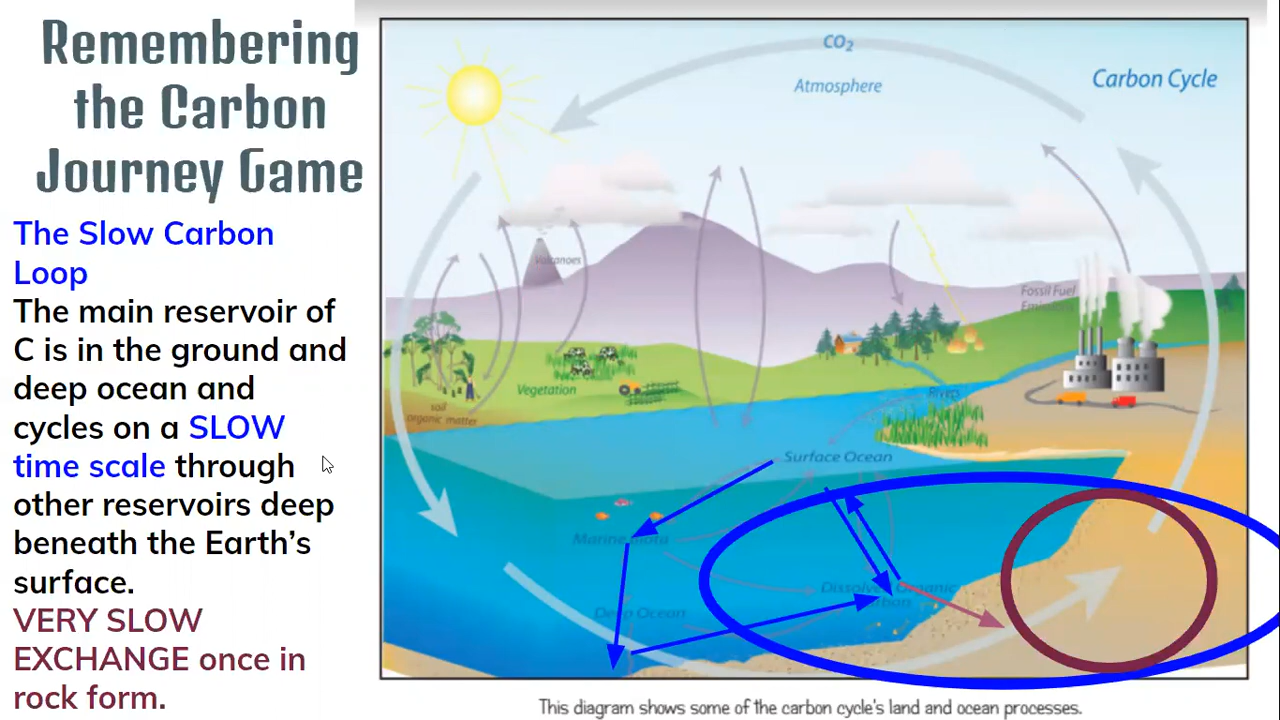 Remembering
the Carbon
Journey Game
The Slow Carbon
Loop
The main reservoir of
C is in the ground and
deep ocean and
cycles on a SLOW
time scale through
other reservoirs deep
beneath the Earth's
surface.
VERY SLOW
EXCHANGE once in
rock form.
CO2
Atmosphere
Carbon Cycle
Volcanoes
Fossil Fuel
Emissions
Vegetation
Rivers
soil
organic matter
Surface Ocean
Marine Biota
Dissolved Organic
Carbon
Deep Ocean
This diagram shows some of the carbon cycle's land and ocean processes.